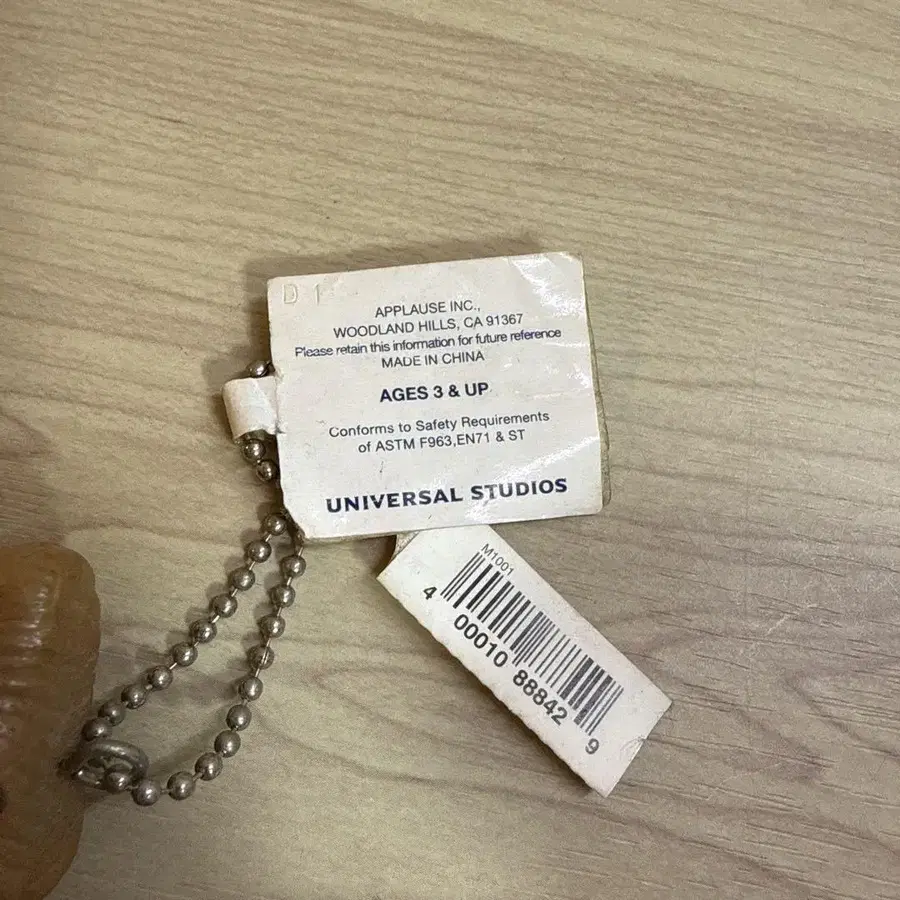 D 1
APPLAUSE INC.,
WOODLAND HILLS, CA 91367
Please retain this information for future reference
MADE IN CHINA
AGES 3 & UP
Conforms to Safety Requirements
of ASTM F963,EN71 & ST
UNIVERSAL STUDIOS
M1001
4 00010 88842 9